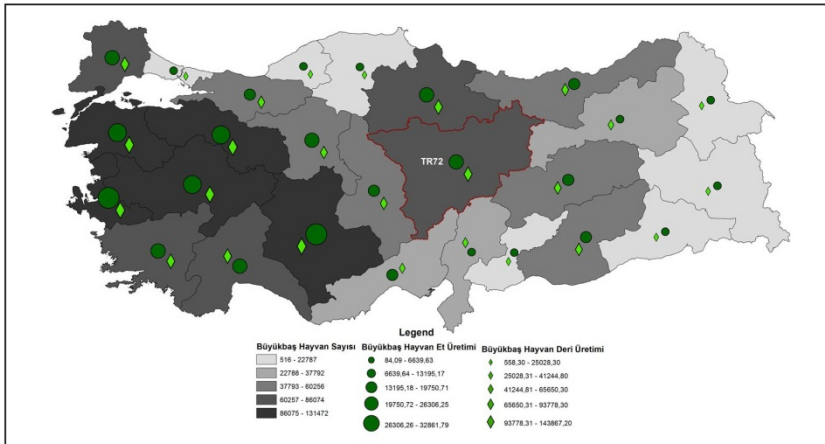 TR72
Legend
Büyükbaş Hayvan Sayısı
516 - 22787
22788 - 37792
37793 - 60256
60257 - 86074
86075 - 131472
Büyükbaş Hayvan Et Üretimi
84,09 - 6639,63
6639,64 - 13195,17
13195,18 - 19750,71
19750,72 - 26306,25
26306,26 - 32861,79
Büyükbaş Hayvan Deri Üretimi
558,30 - 25028,30
25028,31 - 41244,80
41244,81 - 65650,30
65650,31 - 93778,30
93778,31 - 143867,20